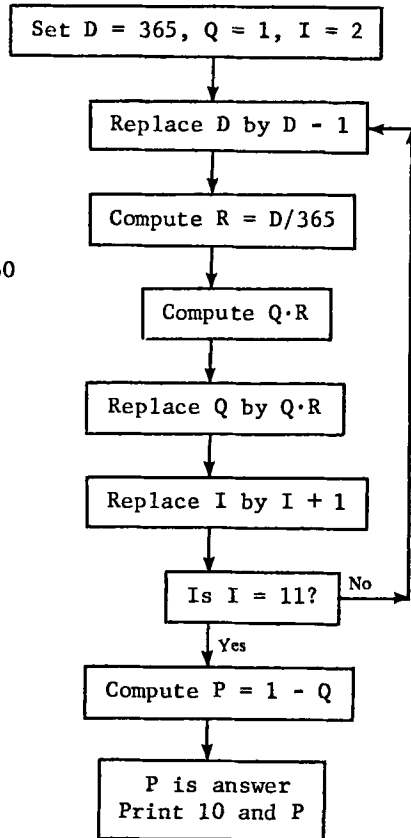 Set D = 365, Q = 1, I = 2
Replace D by D - 1
Compute R = D/365
Compute Q·R
Replace Q by Q·R
Replace I by I + 1
Is I = 11?
No
Yes
Compute P = 1 - Q
P is answer
Print 10 and P